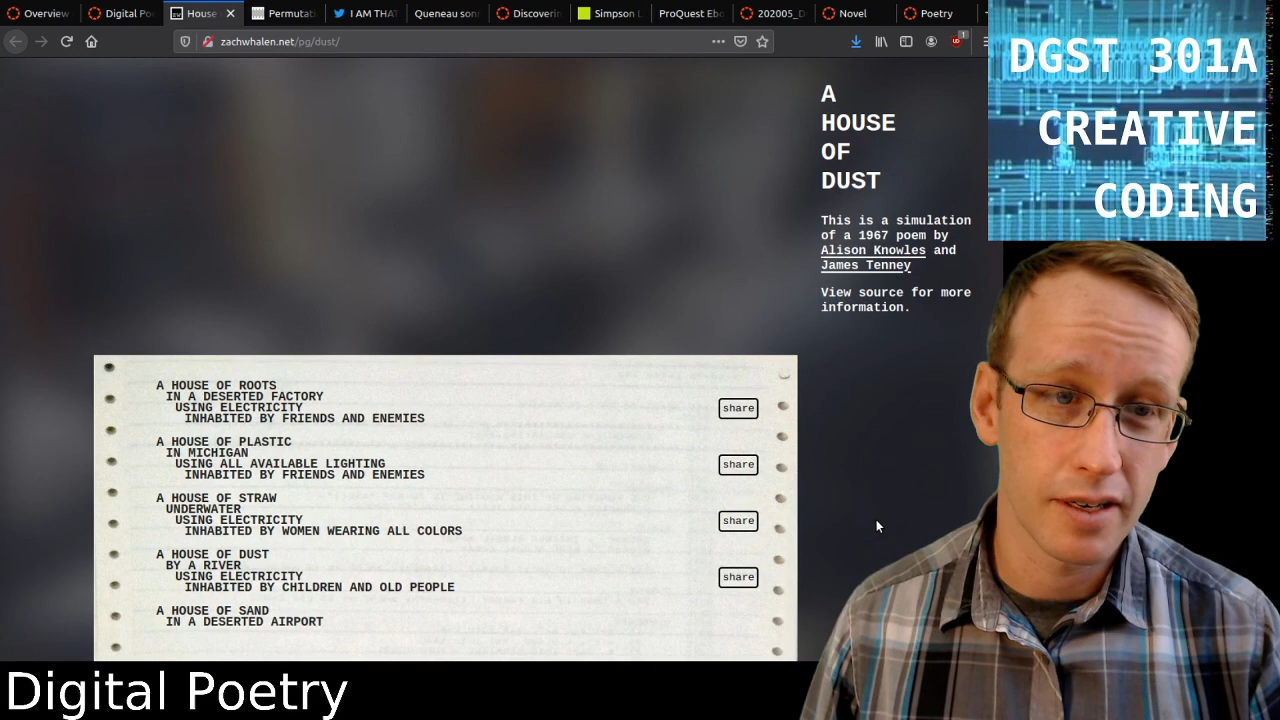 Overview
Digital Po
House
Permutati
I AM THAT
Queneau son
Discoverin
Simpson L
ProQuest Ebo
202005_D
Novel
Poetry
zachwhalen.net/pg/dust/
1
A
HOUSE
OF
DUST
This is a simulation
of a 1967 poem by
Alison Knowles and
James Tenney
View source for more
information.
DGST 301A
CREATIVE
CODING
A HOUSE OF ROOTS
IN A DESERTED FACTORY
USING ELECTRICITY
INHABITED BY FRIENDS AND ENEMIES
share
A HOUSE OF PLASTIC
IN MICHIGAN
USING ALL AVAILABLE LIGHTING
INHABITED BY FRIENDS AND ENEMIES
share
A HOUSE OF STRAW
UNDERWATER
USING ELECTRICITY
INHABITED BY WOMEN WEARING ALL COLORS
share
A HOUSE OF DUST
BY A RIVER
USING ELECTRICITY
INHABITED BY CHILDREN AND OLD PEOPLE
share
A HOUSE OF SAND
IN A DESERTED AIRPORT
Digital Poetry